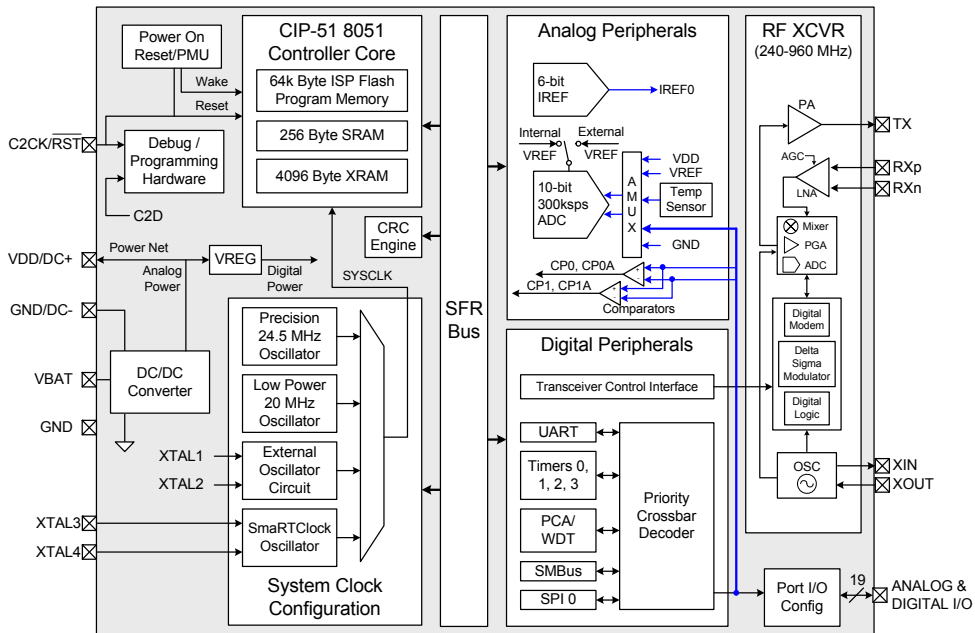 Power On
Reset/PMU
Wake
Reset
C2CK/RST
Debug /
Programming
Hardware
C2D
CIP-51 8051
Controller Core
64k Byte ISP Flash
Program Memory
256 Byte SRAM
4096 Byte XRAM
CRC
Engine
VDD/DC+
Power Net
Analog
Power
VREG
Digital
Power
SYSCLK
GND/DC-
VBAT
DC/DC
Converter
GND
Precision
24.5 MHz
Oscillator
Low Power
20 MHz
Oscillator
XTAL1
XTAL2
External
Oscillator
Circuit
XTAL3
XTAL4
SmaRTClock
Oscillator
System Clock
Configuration
SFR
Bus
Analog Peripherals
6-bit
IREF
IREF0
Internal
VREF
External
VREF
10-bit
300ksps
ADC
A
M
U
X
VDD
VREF
Temp
Sensor
GND
CP0, CP0A
CP1, CP1A
+
-
+
-
Comparators
Digital Peripherals
Transceiver Control Interface
UART
Timers 0,
1, 2, 3
PCA/
WDT
SMBus
SPI 0
Priority
Crossbar
Decoder
RF XCVR
(240-960 MHz)
PA
TX
AGC
LNA
RXp
RXn
Mixer
PGA
ADC
Digital
Modem
Delta
Sigma
Modulator
Digital
Logic
OSC
XIN
XOUT
Port I/O
Config
19
ANALOG &
DIGITAL I/O